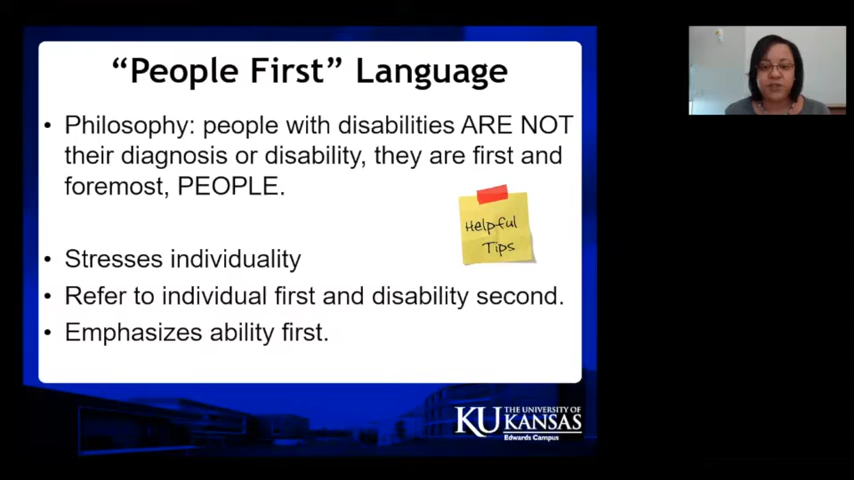 “People First” Language
• Philosophy: people with disabilities ARE NOT
their diagnosis or disability, they are first and
foremost, PEOPLE.
Helpful
Tips
• Stresses individuality
• Refer to individual first and disability second.
• Emphasizes ability first.
KU THE UNIVERSITY OF
KANSAS
Edwards Campus